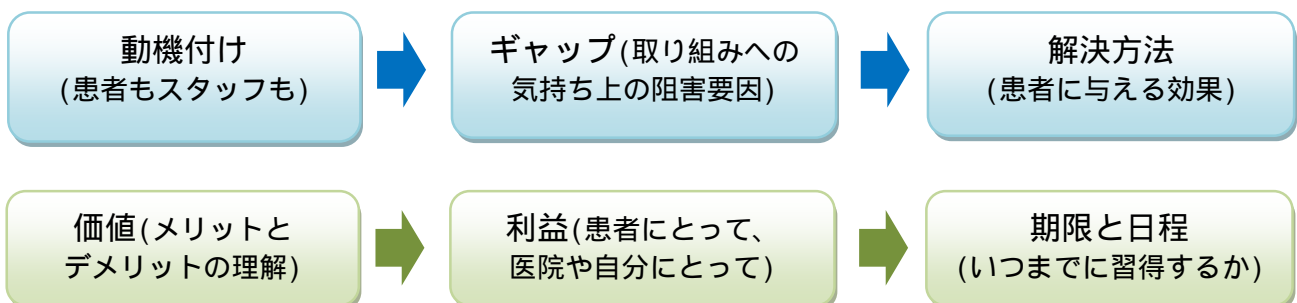 動機付け
(患者もスタッフも)
ギャップ(取り組みへの
気持ち上の阻害要因)
解決方法
(患者に与える効果)
価値(メリットと
デメリットの理解)
利益(患者にとって、
医院や自分にとって)
期限と日程
(いつまでに習得するか)